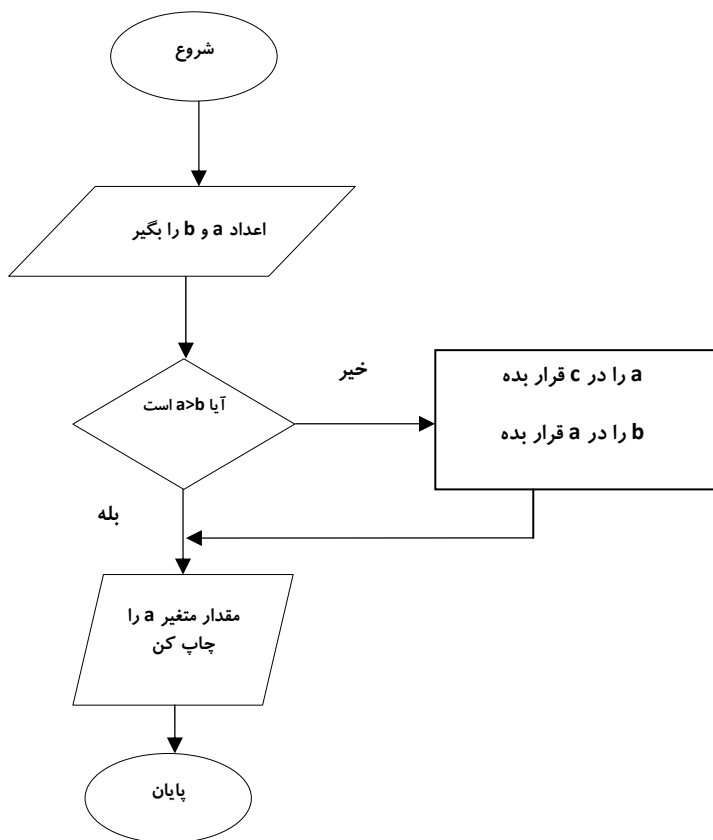 شروع
اعداد a و b را بگیر
آیا a>b است
خیر
a را در c قرار بده
b را در a قرار بده
بله
مقدار متغیر a را
چاپ کن
پایان